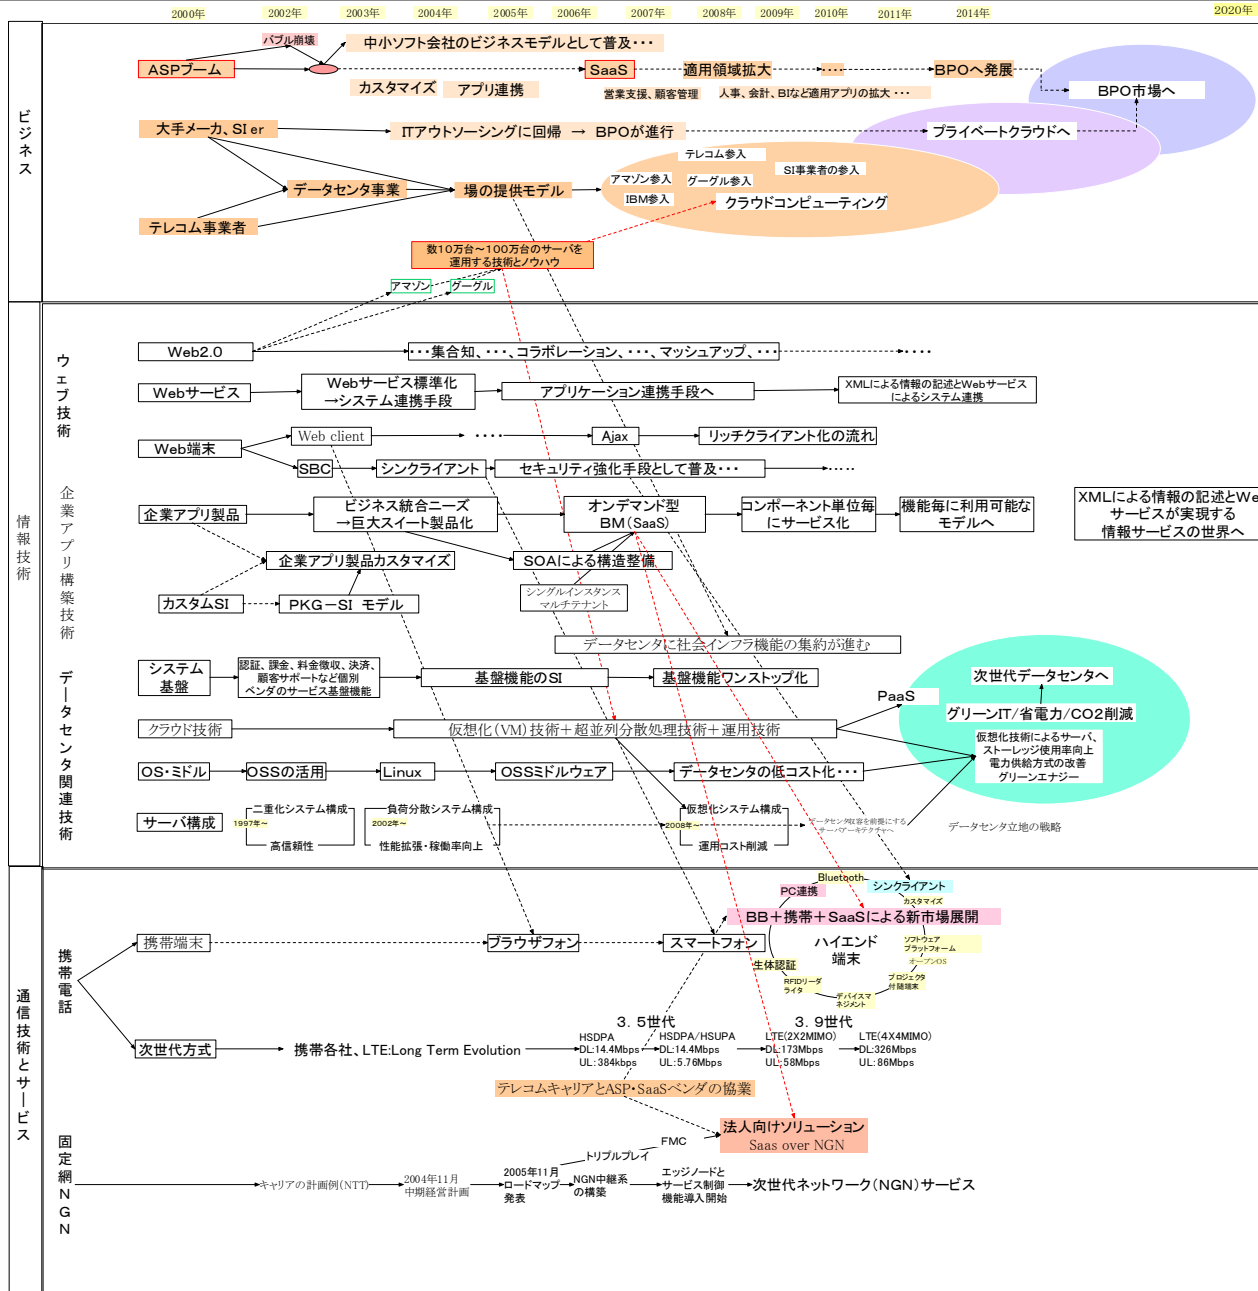 2000年 2002年 2003年 2004年 2005年 2006年 2007年 2008年 2009年 2010年 2011年 2014年 2020年
ビジネス
バブル崩壊
中小ソフト会社のビジネスモデルとして普及・・・
ASPブーム
SaaS
適用領域拡大
・・・・
BPOへ発展
カスタマイズ
アプリ連携
営業支援、顧客管理
人事、会計、BIなど適用アプリの拡大・・・
BPO市場へ
大手メーカ、SIer
ITアウトソーシングに回帰 → BPOが進行
プライベートクラウドへ
テレコム参入
SI事業者の参入
アマゾン参入
グーグル参入
IBM参入
クラウドコンピューティング
データセンタ事業
場の提供モデル
テレコム事業者
数10万台～100万台のサーバを
運用する技術とノウハウ
アマゾン
グーグル
情報技術
ウェブ技術
Web2.0
・・・集合知、・・・、コラボレーション、・・・、マッシュアップ、・・・
・・・・
Webサービス
Webサービス標準化
→システム連携手段
アプリケーション連携手段へ
XMLによる情報の記述とWebサービス
によるシステム連携
Web端末
Web client
・・・・
Ajax
リッチクライアント化の流れ
SBC
シンクライアント
セキュリティ強化手段として普及・・・
・・・・・
企業アプリ構築技術
企業アプリ製品
ビジネス統合ニーズ
→巨大スイート製品化
オンデマンド型
BM(SaaS)
コンポーネント単位毎
にサービス化
機能毎に利用可能な
モデルへ
XMLによる情報の記述とWe
サービスが実現する
情報サービスの世界へ
企業アプリ製品カスタマイズ
SOAによる構造整備
シングルインスタンス
マルチテナント
カスタムSI
PKG－SI モデル
データセンタに社会インフラ機能の集約が進む
データセンタ関連技術
システム
基盤
認証、課金、料金徴収、決済、
顧客サポートなど個別
ベンダのサービス基盤機能
基盤機能のSI
基盤機能ワンストップ化
PaaS
次世代データセンタへ
グリーンIT/省電力/CO2削減
仮想化技術によるサーバ、
ストーレッジ使用率向上
電力供給方式の改善
グリーンエナジー
クラウド技術
仮想化(VM)技術＋超並列分散処理技術＋運用技術
OS・ミドル
OSSの活用
Linux
OSSミドルウェア
データセンタの低コスト化・・・
サーバ構成
二重化システム構成
1997年～
高信頼性
負荷分散システム構成
2002年～
性能拡張・稼働率向上
仮想化システム構成
2008年～
運用コスト削減
データセンタ収容を前提にする
サーバアーキテクチャへ
データセンタ立地の戦略
通信技術とサービス
携帯電話
Bluetooth
PC連携
シンクライアント
カスタマイズ
BB＋携帯＋SaaSによる新市場展開
携帯端末
ブラウザフォン
スマートフォン
ハイエンド
端末
ソフトウェア
プラットフォーム
オープンOS
生体認証
RFIDリーダ
ライタ
デバイスマ
ネジメント
プロジェクタ
付随端末
3．5世代
3．9世代
次世代方式
携帯各社、LTE:Long Term Evolution
HSDPA
DL:14.4Mbps
UL:384kbps
HSDPA/HSUPA
DL:14.4Mbps
UL:5.76Mbps
LTE(2X2MIMO)
DL:173Mbps
UL:58Mbps
LTE(4X4MIMO)
DL:326Mbps
UL:86Mbps
テレコムキャリアとASP・SaaSベンダの協業
法人向けソリューション
Saas over NGN
固定網NGN
FMC
トリプルプレイ
キャリアの計画例(NTT)
2004年11月
中期経営計画
2005年11月
ロードマップ
発表
NGN中継系
の構築
エッジノードと
サービス制御
機能導入開始
次世代ネットワーク(NGN)サービス